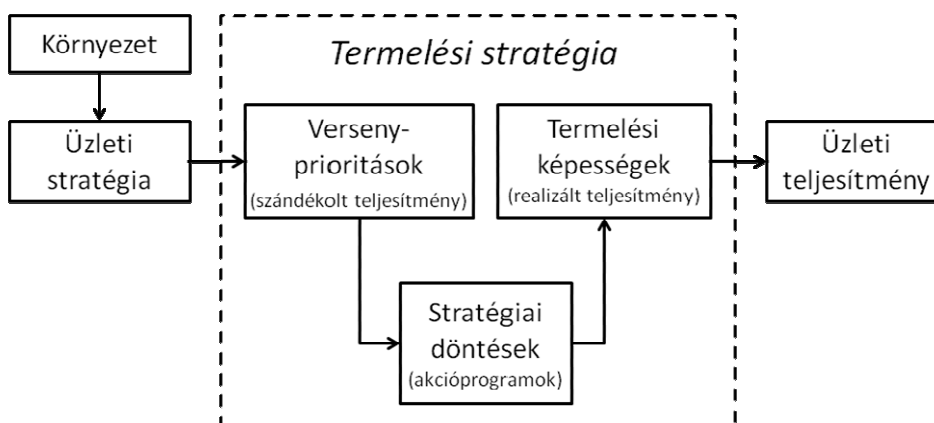 Környezet
Termelési stratégia
Üzleti
stratégia
Verseny-
prioritások
(szándékolt teljesítmény)
Termelési
képességek
(realizált teljesítmény)
Üzleti
teljesítmény
Stratégiai
döntések
(akcióprogramok)